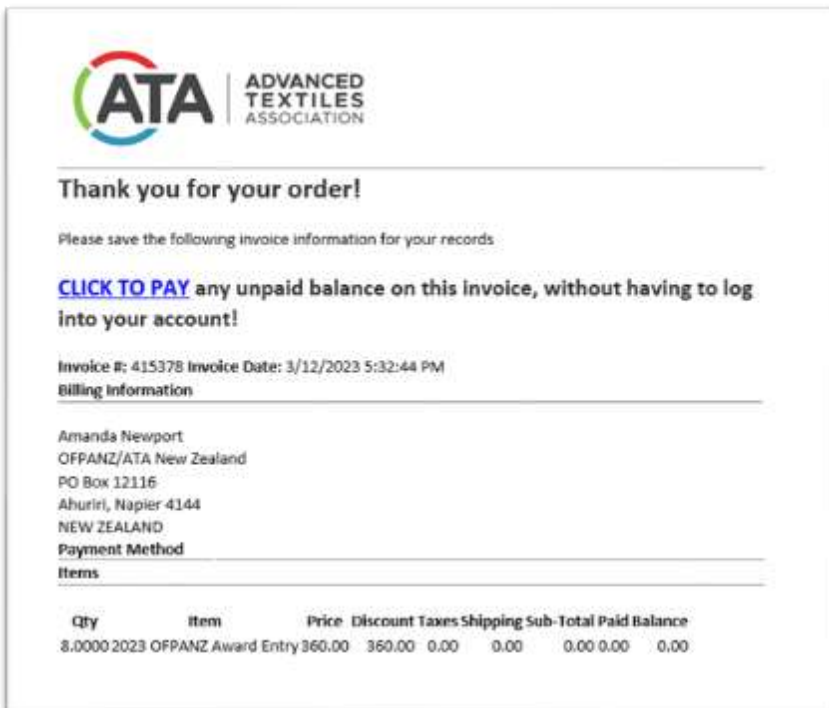 ATA
ADVANCED
TEXTILES
ASSOCIATION
Thank you for your order!
Please save the following invoice information for your records
CLICK TO PAY any unpaid balance on this invoice, without having to log
into your account!
Invoice #: 415378 Invoice Date: 3/12/2023 5:32:44 PM
Billing Information
Amanda Newport
OFPANZ/ATA New Zealand
PO Box 12116
Ahuriri, Napier 4144
NEW ZEALAND
Payment Method
Items
Qty Item Price Discount Taxes Shipping Sub-Total Paid Balance
8.0000 2023 OFPANZ Award Entry 360.00 360.00 0.00 0.00 0.00 0.00 0.00